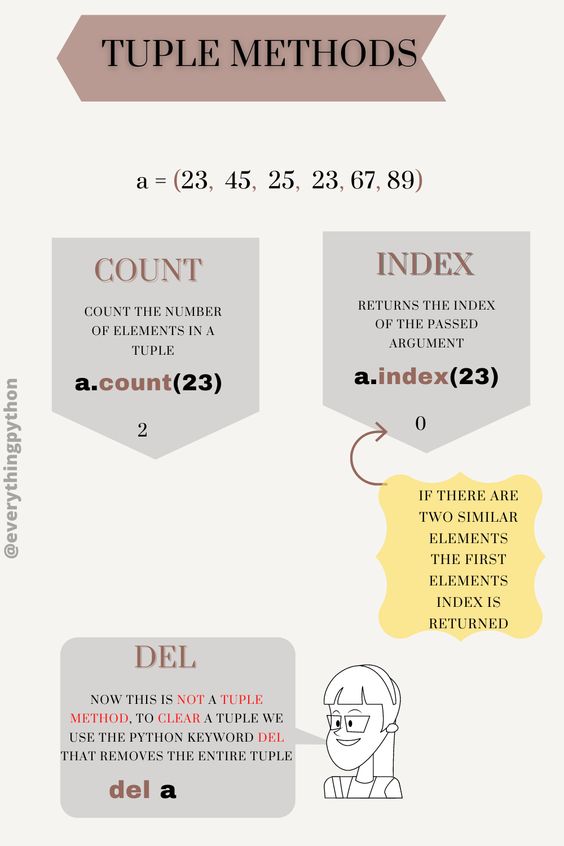 TUPLE METHODS
a = (23, 45, 25, 23, 67, 89)
COUNT
COUNT THE NUMBER
OF ELEMENTS IN A
TUPLE
a.count(23)
2
INDEX
RETURNS THE INDEX
OF THE PASSED
ARGUMENT
a.index(23)
0
IF THERE ARE
TWO SIMILAR
ELEMENTS
THE FIRST
ELEMENTS
INDEX IS
RETURNED
@everythingpython
DEL
NOW THIS IS NOT A TUPLE
METHOD, TO CLEAR A TUPLE WE
USE THE PYTHON KEYWORD DEL
THAT REMOVES THE ENTIRE TUPLE
del a